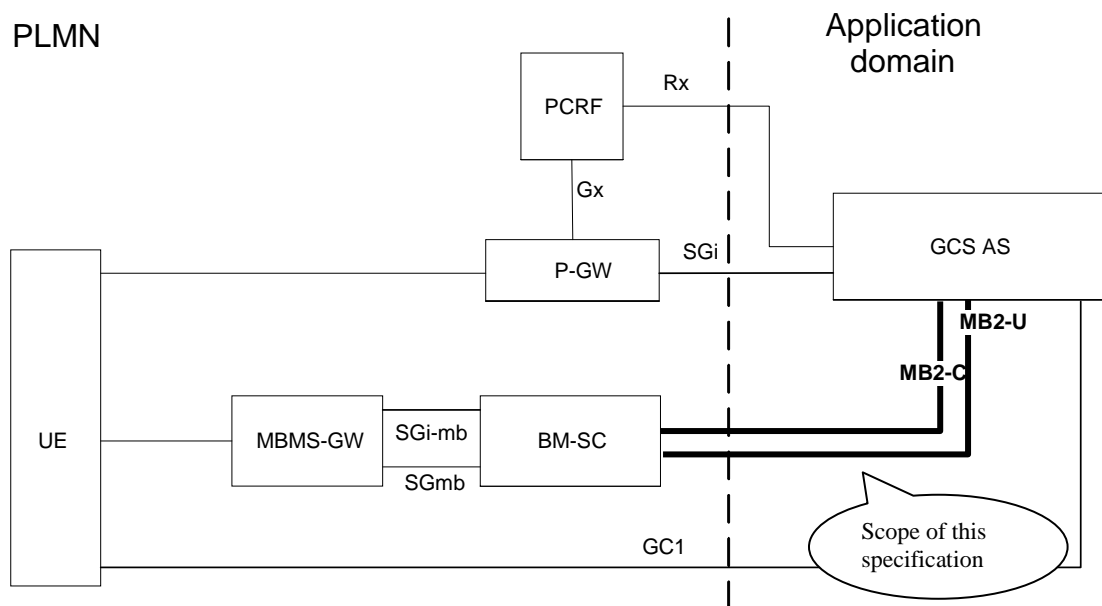 PLMN
Application
domain
Rx
PCRF
Gx
GCS AS
SGi
P-GW
MB2-U
MB2-C
UE
MBMS-GW
SGi-mb
BM-SC
SGmb
Scope of this
specification
GC1